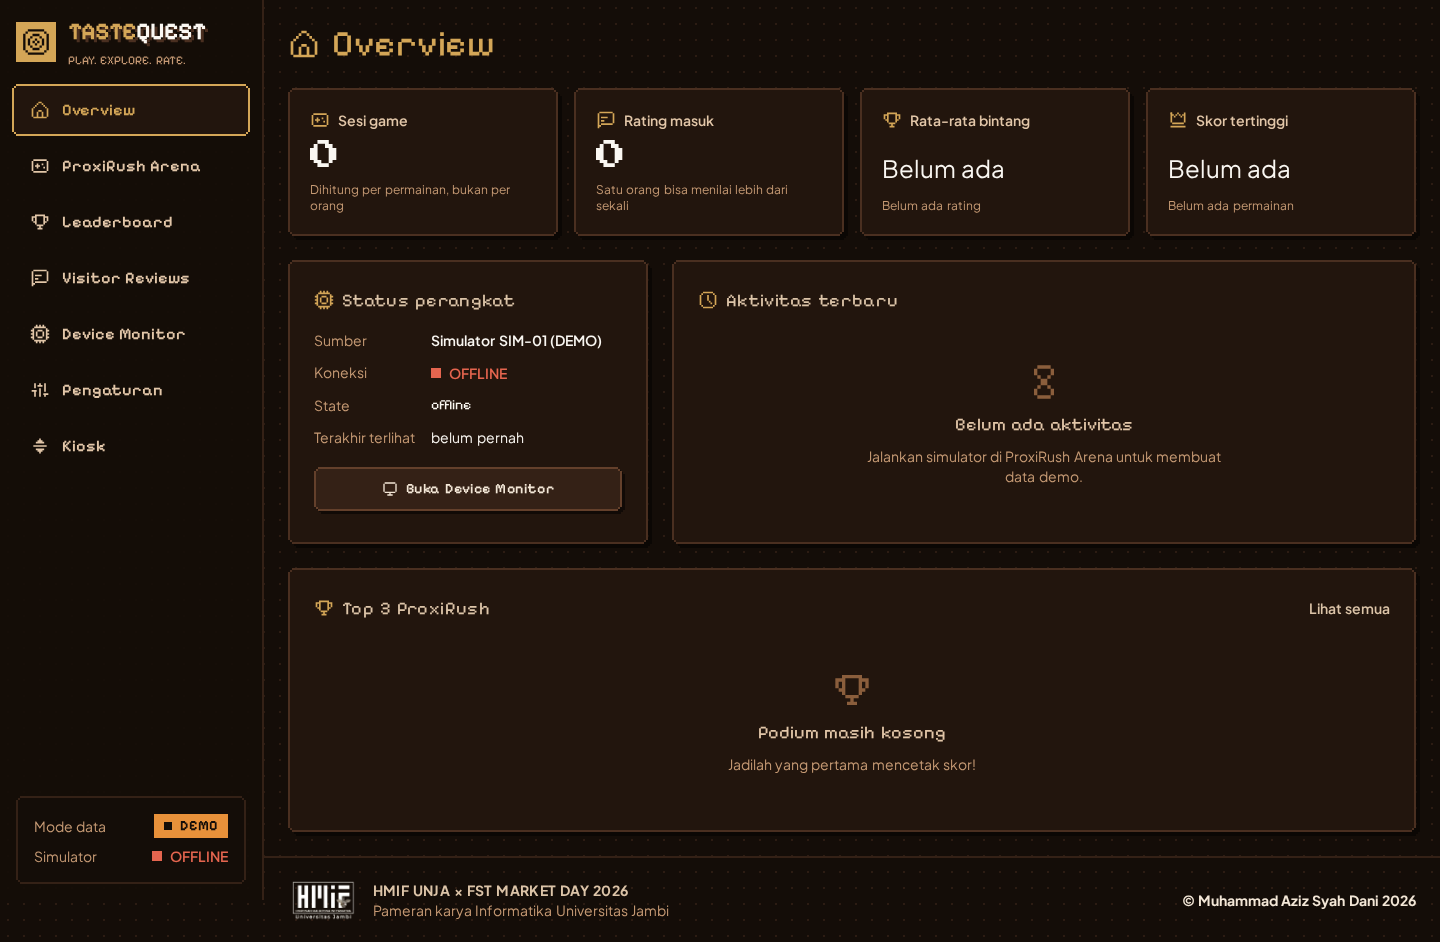 TASTEQUEST
PLAY. EXPLORE. RATE.
Overview
ProxiRush Arena
Leaderboard
Visitor Reviews
Device Monitor
Pengaturan
Kiosk
Mode data
DEMO
Simulator
OFFLINE
Overview
Sesi game
0
Dihitung per permainan, bukan per
orang
Rating masuk
0
Satu orang bisa menilai lebih dari
sekali
Rata-rata bintang
Belum ada
Belum ada rating
Skor tertinggi
Belum ada
Belum ada permainan
Status perangkat
Sumber Simulator SIM-01 (DEMO)
Koneksi OFFLINE
State offline
Terakhir terlihat belum pernah
Buka Device Monitor
Aktivitas terbaru
Belum ada aktivitas
Jalankan simulator di ProxiRush Arena untuk membuat
data demo.
Top 3 ProxiRush
Lihat semua
Podium masih kosong
Jadilah yang pertama mencetak skor!
HMIF
Universitas Jambi
HMIF UNJA × FST MARKET DAY 2026
Pameran karya Informatika Universitas Jambi
© Muhammad Aziz Syah Dani 2026